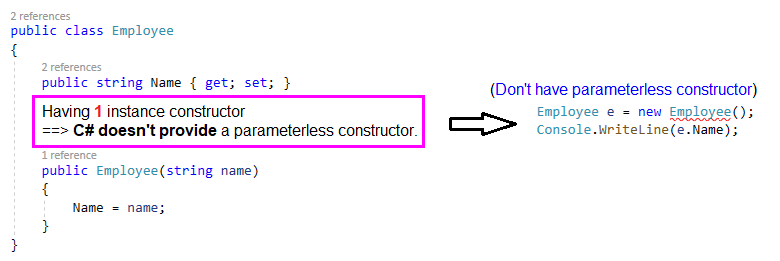 2 references
public class Employee
{
2 references
public string Name { get; set; }
Having 1 instance constructor
==> C# doesn't provide a parameterless constructor.
1 reference
public Employee(string name)
{
Name = name;
}
}
(Don't have parameterless constructor)
Employee e = new Employee();
Console.WriteLine(e.Name);